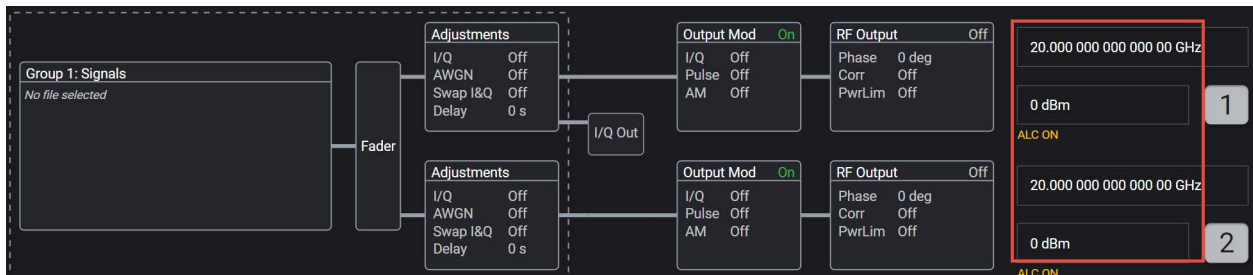 Group 1: Signals
No file selected
Fader
Adjustments
I/Q Off
AWGN Off
Swap I&Q Off
Delay 0 s
I/Q Out
Output Mod On
I/Q Off
Pulse Off
AM Off
RF Output Off
Phase 0 deg
Corr Off
PwrLim Off
20.000 000 000 000 00 GHz
0 dBm
1
ALC ON
Adjustments
I/Q Off
AWGN Off
Swap I&Q Off
Delay 0 s
Output Mod On
I/Q Off
Pulse Off
AM Off
RF Output Off
Phase 0 deg
Corr Off
PwrLim Off
20.000 000 000 000 00 GHz
0 dBm
2
ALC ON